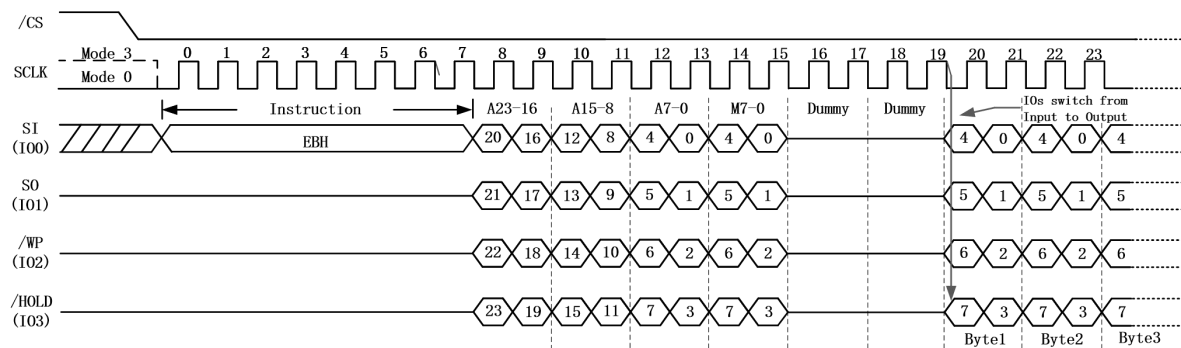 /CS
Mode 3 0 1 2 3 4 5 6 7 8 9 10 11 12 13 14 15 16 17 18 19 20 21 22 23
SCLK
Mode 0
Instruction A23-16 A15-8 A7-0 M7-0 Dummy Dummy IOs switch from
Input to Output
SI
(IO0)
EBH 20 16 12 8 4 0 4 0 4 0 4 0 4
SO
(IO1)
21 17 13 9 5 1 5 1 5 1 5 1 5
/WP
(IO2)
22 18 14 10 6 2 6 2 6 2 6 2 6
/HOLD
(IO3)
23 19 15 11 7 3 7 3 7 3 7 3 7
Byte1 Byte2 Byte3